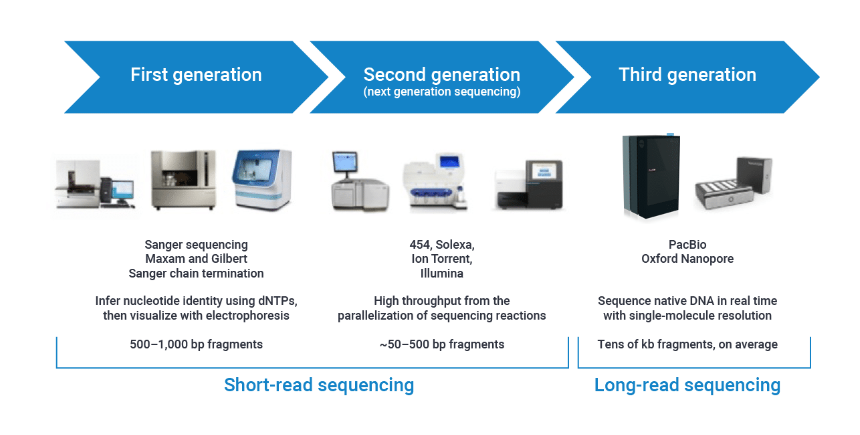 First generation
Second generation
(next generation sequencing)
Third generation
Sanger sequencing
Maxam and Gilbert
Sanger chain termination
454, Solexa,
Ion Torrent,
Illumina
PacBio
Oxford Nanopore
Infer nucleotide identity using dNTPs,
then visualize with electrophoresis
High throughput from the
parallelization of sequencing reactions
Sequence native DNA in real time
with single-molecule resolution
500–1,000 bp fragments
~50–500 bp fragments
Tens of kb fragments, on average
Short-read sequencing
Long-read sequencing